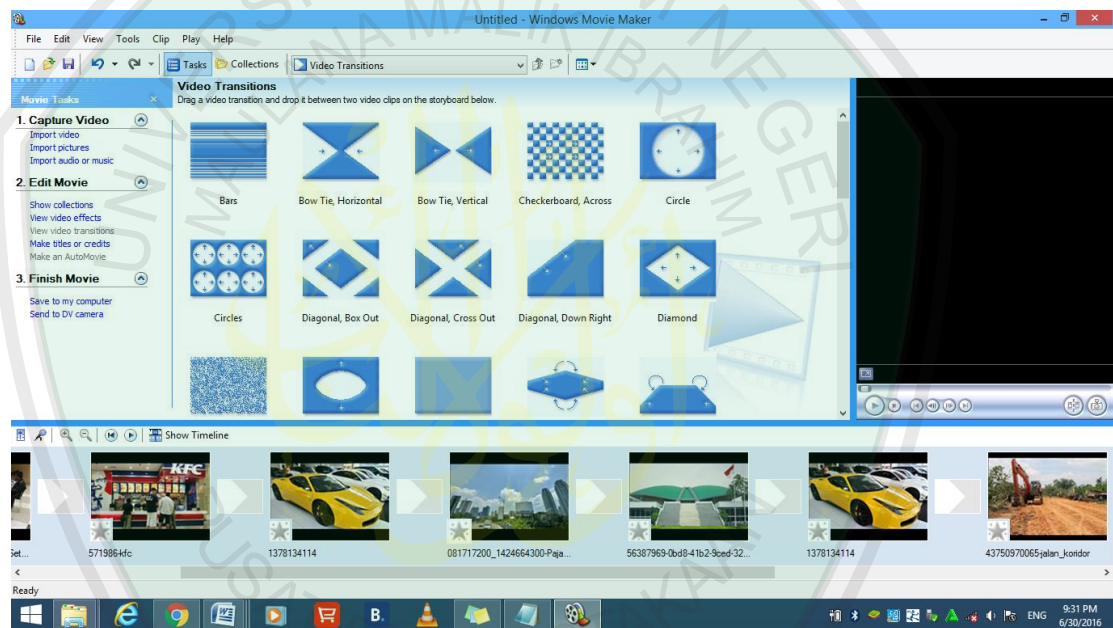 Untitled - Windows Movie Maker
File Edit View Tools Clip Play Help
Tasks Collections Video Transitions
Movie Tasks
1. Capture Video
Import video
Import pictures
Import audio or music
2. Edit Movie
Show collections
View video effects
View video transitions
Make titles or credits
Make an AutoMovie
3. Finish Movie
Save to my computer
Send to DV camera
Video Transitions
Drag a video transition and drop it between two video clips on the storyboard below.
Bars Bow Tie, Horizontal Bow Tie, Vertical Checkerboard, Across Circle
Circles Diagonal, Box Out Diagonal, Cross Out Diagonal, Down Right Diamond
Show Timeline
KFC
571986-kfc 1378134114 081717200_1424664300-Paja... 56387969-0bd8-41b2-9ced-32... 1378134114 43750970065-jalan_koridor
Ready
B.
ENG 9:31 PM
6/30/2016
MAULANA MALIK IBRAHIM
NEGERI